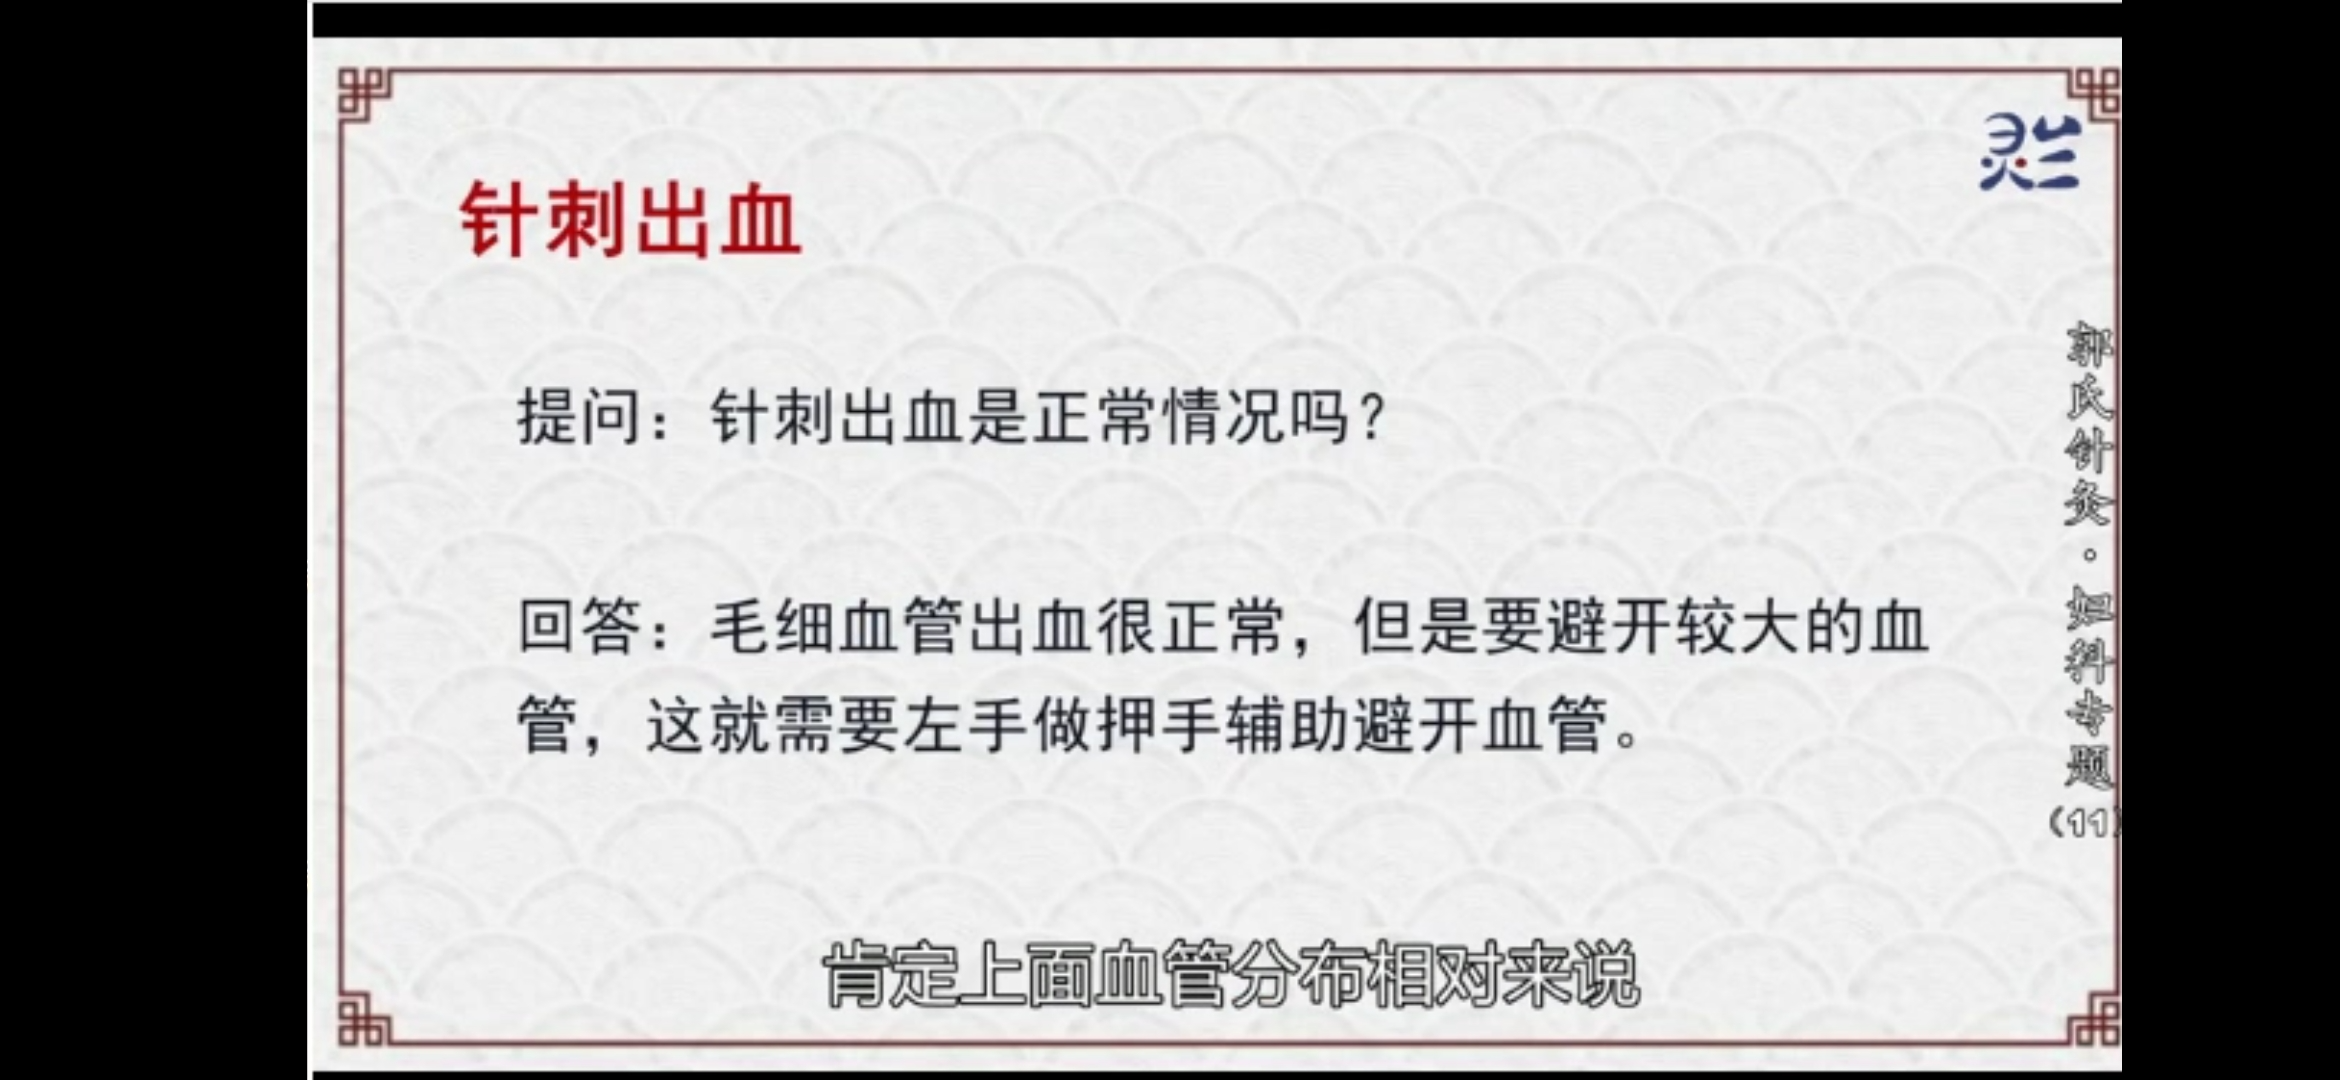 灵兰
针刺出血
提问：针刺出血是正常情况吗？
回答：毛细血管出血很正常，但是要避开较大的血
管，这就需要左手做押手辅助避开血管。
郭氏针灸·妇科专题(11)
肯定上面血管分布相对来说